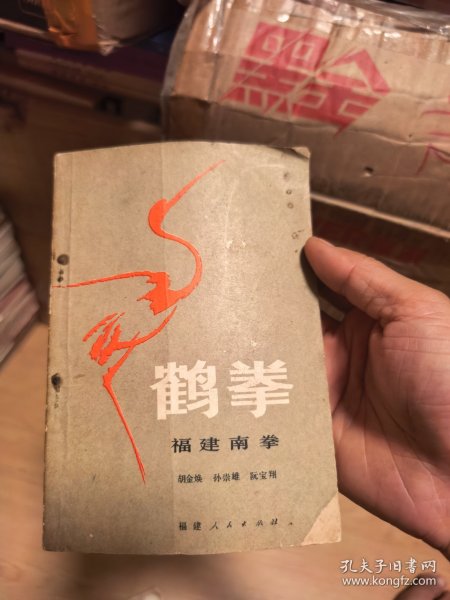 鹤拳
福建南拳
胡金焕 孙崇雄 阮宝翔
福建人民出版社
孔夫子旧书网
www.kongfz.com